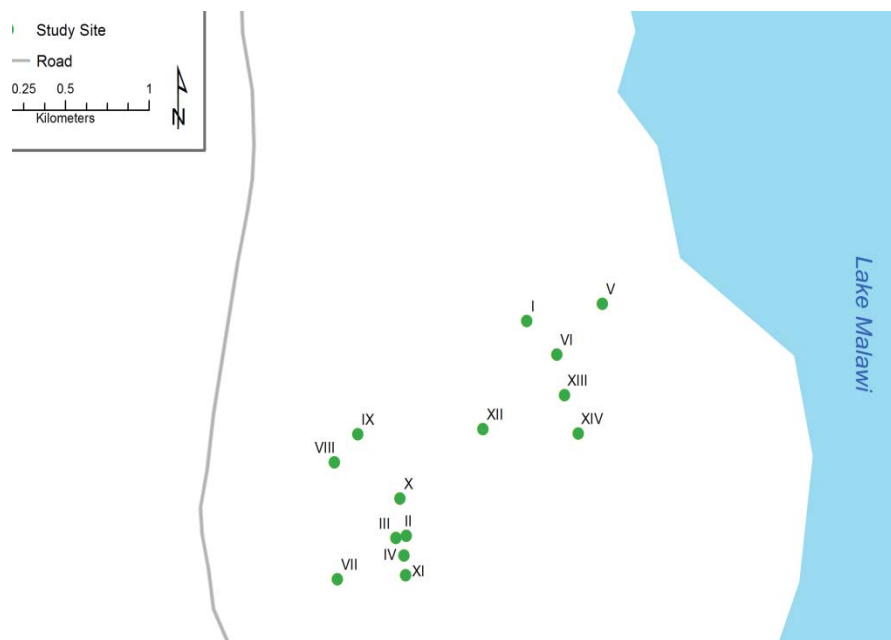 Study Site
Road
0.25 0.5 1
Kilometers
N
V
I
VI
XIII
XII
XIV
IX
VIII
X
III
II
IV
VII
XI
Lake Malawi